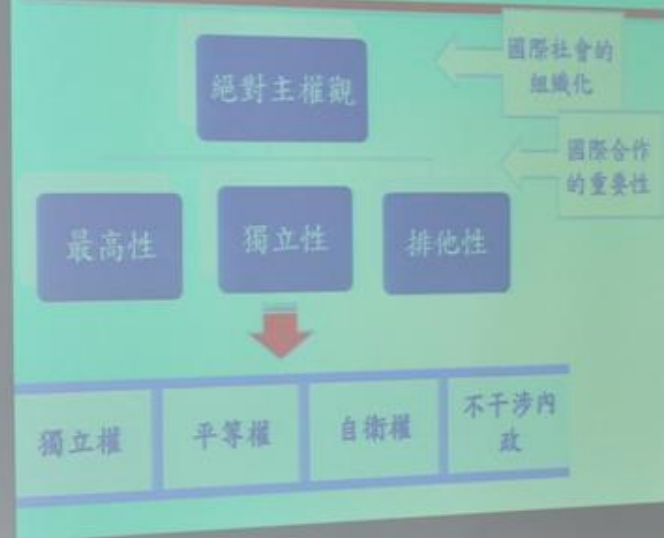 絕對主權觀
國際社會的
組織化
國際合作
的重要性
最高性
獨立性
排他性
獨立權
平等權
自衛權
不干涉內
政